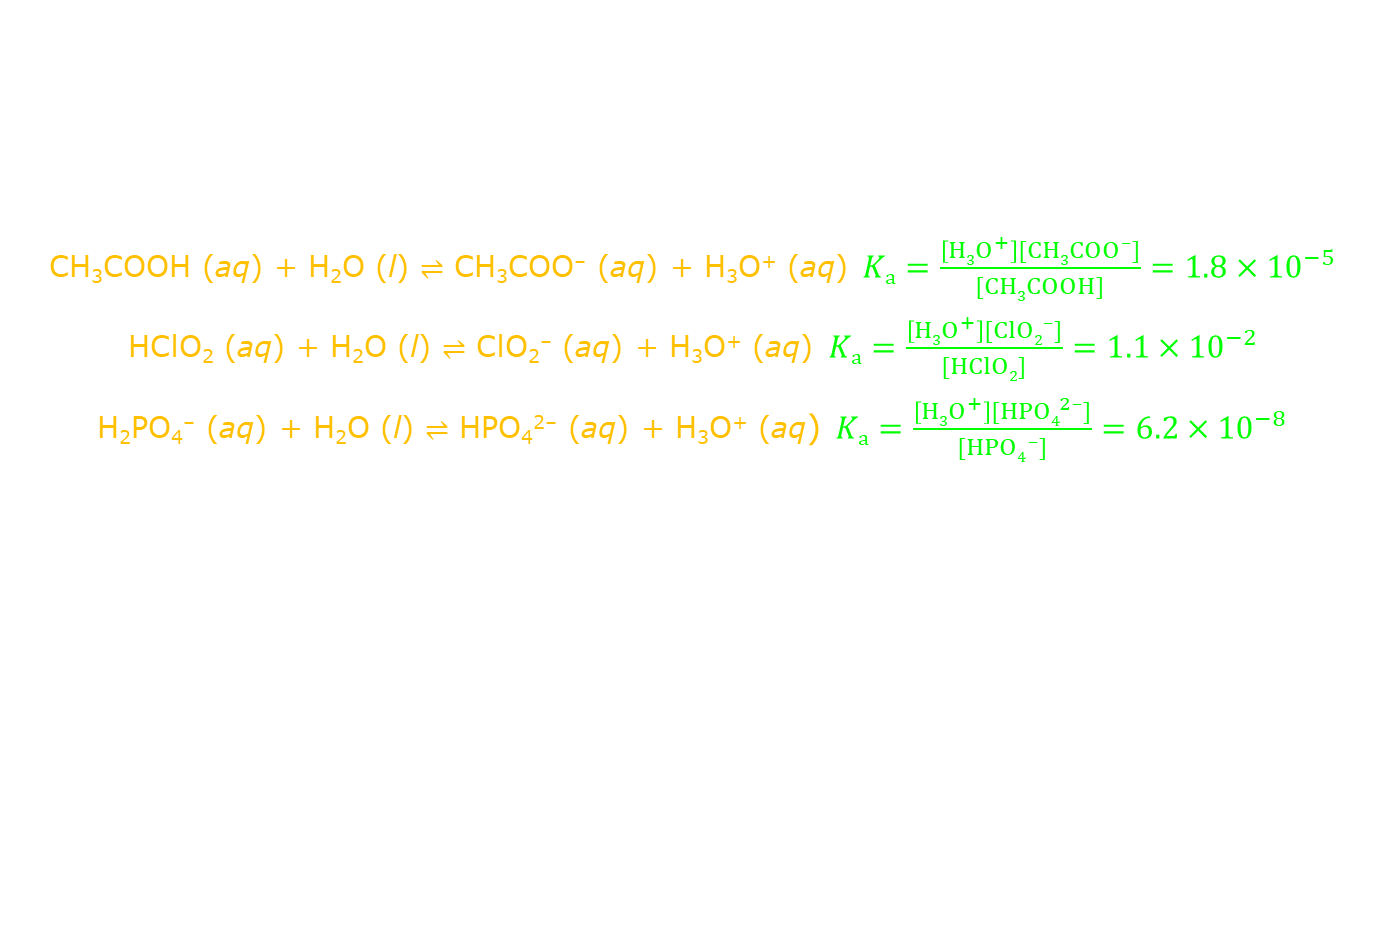 CH₃COOH (aq) + H₂O (l) ⇌ CH₃COO⁻ (aq) + H₃O⁺ (aq) Kₐ = [H₃O⁺][CH₃COO⁻]/[CH₃COOH] = 1.8 × 10⁻⁵
HClO₂ (aq) + H₂O (l) ⇌ ClO₂⁻ (aq) + H₃O⁺ (aq) Kₐ = [H₃O⁺][ClO₂⁻]/[HClO₂] = 1.1 × 10⁻²
H₂PO₄⁻ (aq) + H₂O (l) ⇌ HPO₄²⁻ (aq) + H₃O⁺ (aq) Kₐ = [H₃O⁺][HPO₄²⁻]/[HPO₄⁻] = 6.2 × 10⁻⁸